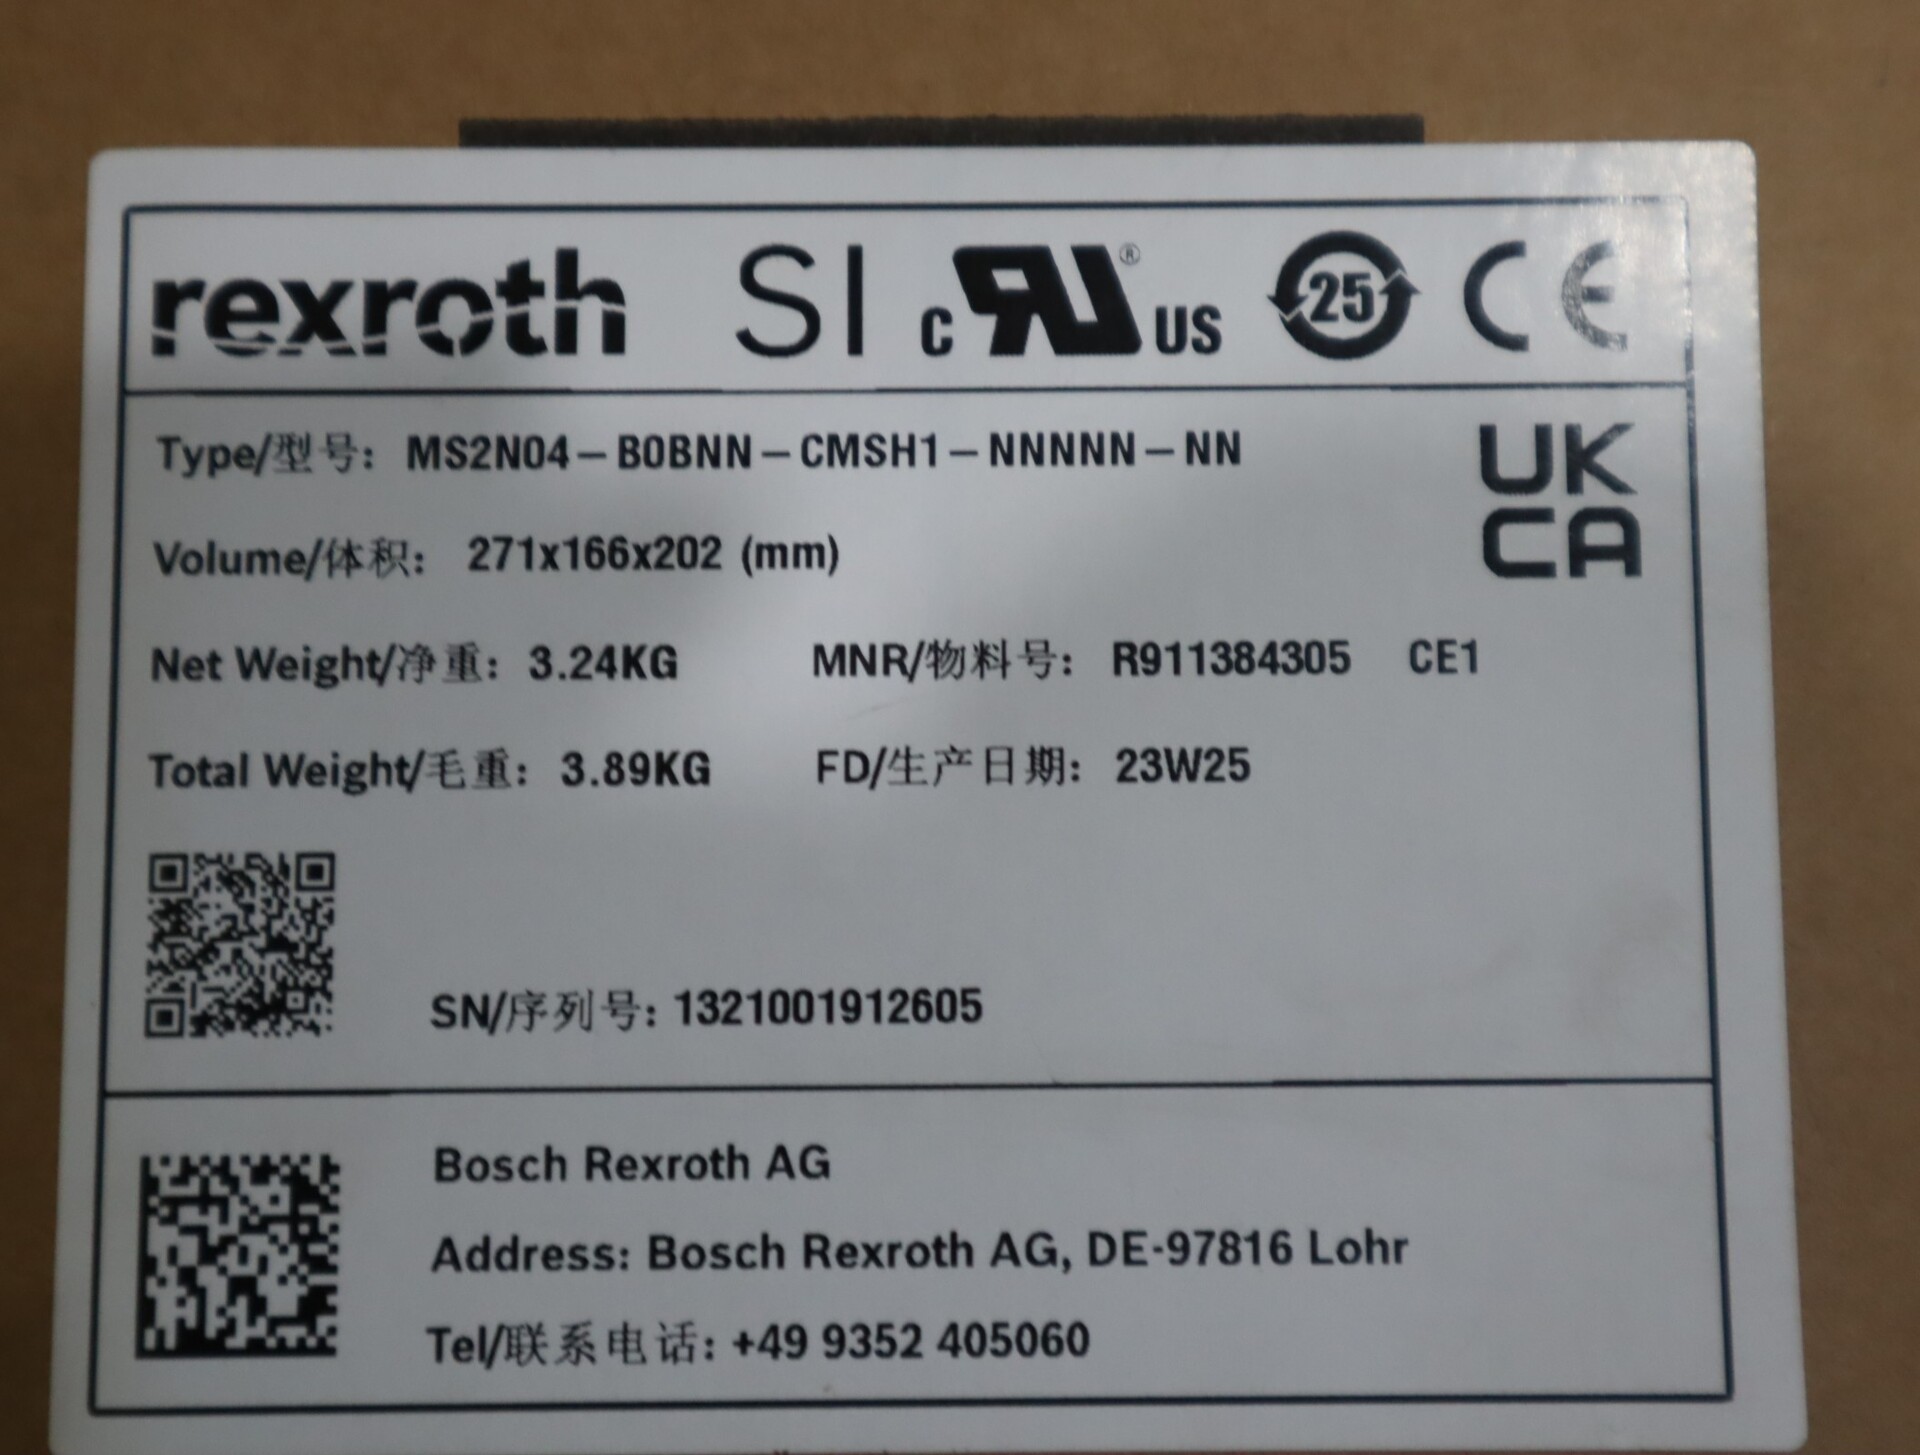 rexroth SI c RU® US 25 CE
Type/型号: MS2N04-B0BNN-CMSH1-NNNNN-NN
UK
CA
Volume/体积: 271x166x202 (mm)
Net Weight/净重: 3.24KG MNR/物料号: R911384305 CE1
Total Weight/毛重: 3.89KG FD/生产日期: 23W25
SN/序列号: 1321001912605
Bosch Rexroth AG
Address: Bosch Rexroth AG, DE-97816 Lohr
Tel/联系电话: +49 9352 405060